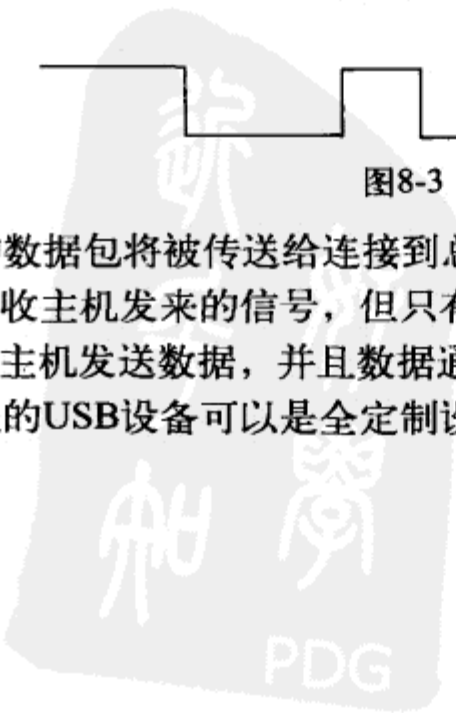 图8-3
数据包将被传送给连接到总
收主机发来的信号，但只有
主机发送数据，并且数据通
的USB设备可以是全定制设
PDG